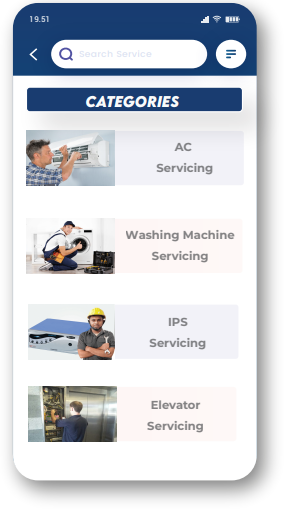 19.51
Search Service
CATEGORIES
AC
Servicing
Washing Machine
Servicing
IPS
Servicing
Elevator
Servicing